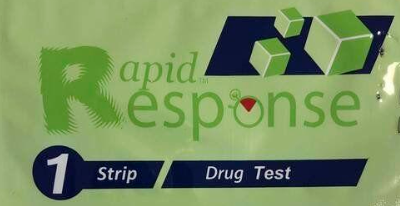 Rapid™
Response
1 Strip Drug Test